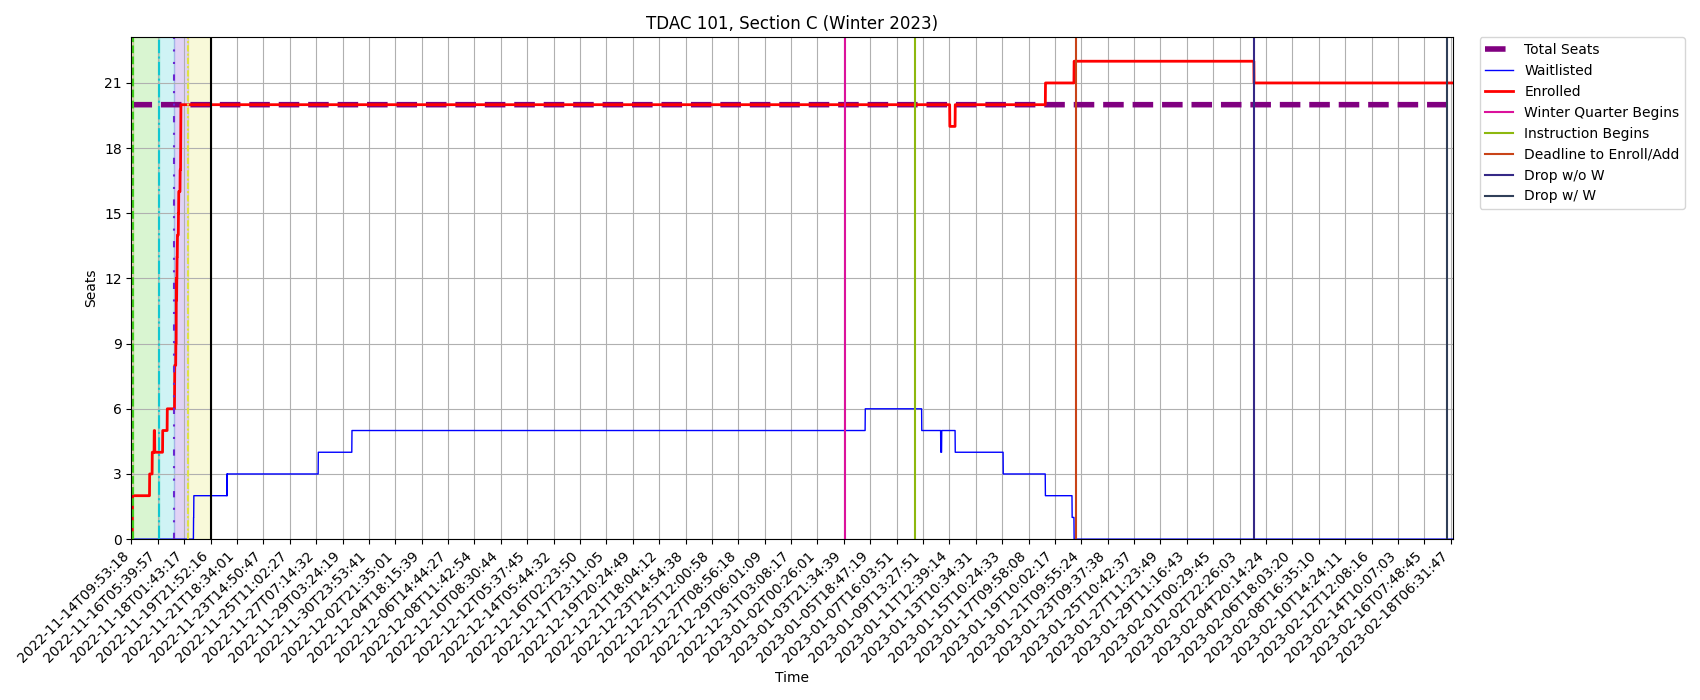 TDAC 101, Section C (Winter 2023)
Total Seats
Waitlisted
Enrolled
Winter Quarter Begins
Instruction Begins
Deadline to Enroll/Add
Drop w/o W
Drop w/ W
Seats
21
18
15
12
9
6
3
0
2022-11-14T09:53:18
2022-11-16T05:39:57
2022-11-18T01:43:17
2022-11-19T21:52:16
2022-11-21T18:34:01
2022-11-23T14:50:47
2022-11-25T11:02:27
2022-11-27T07:14:32
2022-11-29T03:24:19
2022-11-30T23:53:41
2022-12-02T21:35:01
2022-12-04T18:15:39
2022-12-06T14:44:27
2022-12-08T11:42:54
2022-12-10T08:30:44
2022-12-12T05:37:45
2022-12-14T05:44:32
2022-12-16T02:23:50
2022-12-17T23:11:05
2022-12-19T20:24:49
2022-12-21T18:04:12
2022-12-23T14:54:38
2022-12-25T12:00:58
2022-12-27T08:56:18
2022-12-29T06:01:09
2022-12-31T03:08:17
2023-01-02T00:26:01
2023-01-03T21:34:39
2023-01-05T18:47:19
2023-01-07T16:03:51
2023-01-09T13:27:51
2023-01-11T12:39:14
2023-01-13T10:34:31
2023-01-15T10:24:33
2023-01-17T09:58:08
2023-01-19T10:02:17
2023-01-21T09:55:24
2023-01-23T09:37:38
2023-01-25T10:42:37
2023-01-27T11:23:49
2023-01-29T11:16:43
2023-02-01T00:29:45
2023-02-02T22:26:03
2023-02-04T20:14:24
2023-02-06T18:03:20
2023-02-08T16:35:10
2023-02-10T14:24:11
2023-02-12T12:08:16
2023-02-14T10:07:03
2023-02-16T07:48:45
2023-02-18T06:31:47
Time